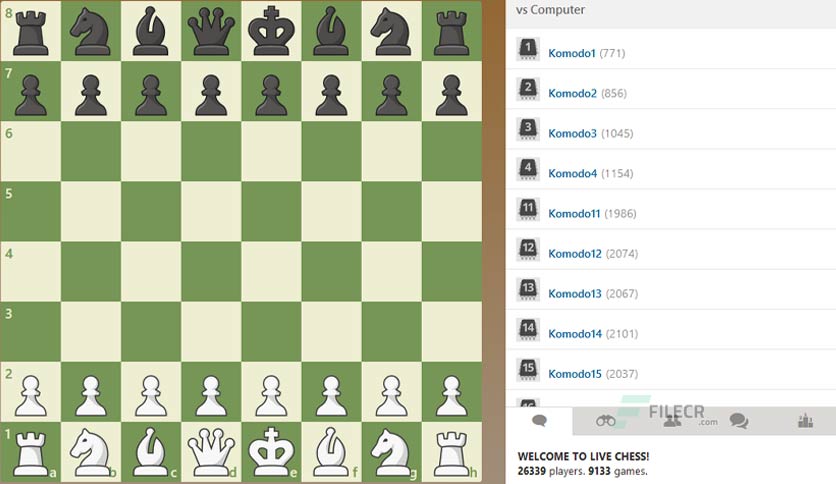 8
7
6
5
4
3
2
1
a b c d e f g h
vs Computer
1 Komodo1 (771)
2 Komodo2 (856)
3 Komodo3 (1045)
4 Komodo4 (1154)
11 Komodo11 (1986)
12 Komodo12 (2074)
13 Komodo13 (2067)
14 Komodo14 (2101)
15 Komodo15 (2037)
FILECR
.com
WELCOME TO LIVE CHESS!
26339 players. 9133 games.